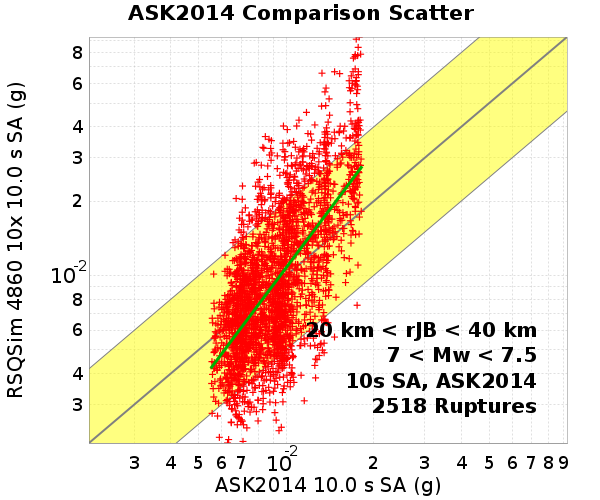 ASK2014 Comparison Scatter
RSQSim 4860 10x 10.0 s SA (g)
8
6
4
3
2
10-2
8
6
4
3
20 km < rJB < 40 km
7 < Mw < 7.5
10s SA, ASK2014
2518 Ruptures
3 4 5 6 7 10-2 2 3 4 5 6 7 8 9
ASK2014 10.0 s SA (g)